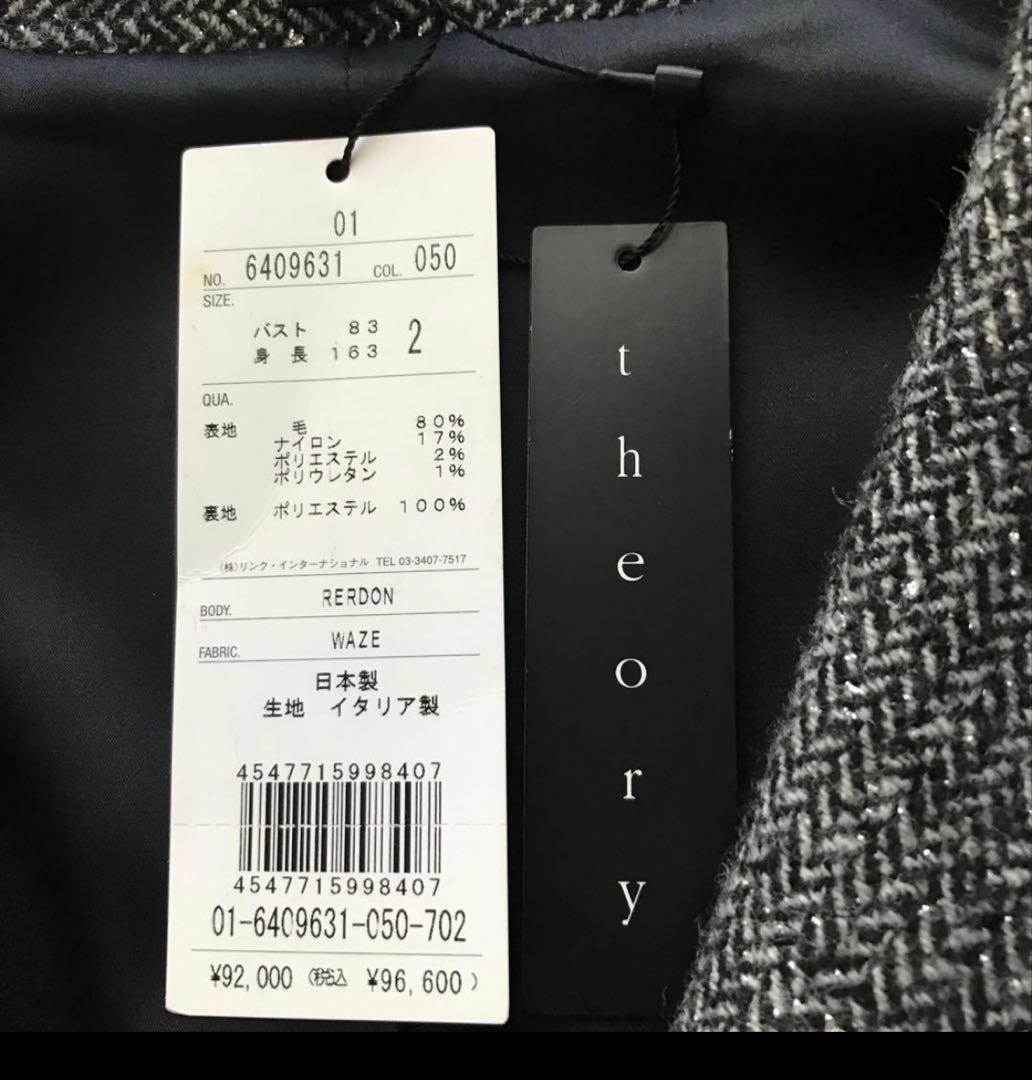 01
NO. 6409631 COL. 050
SIZE.
バスト 83
身長 163 2
QUA.
表地 毛 80%
ナイロン 17%
ポリエステル 2%
ポリウレタン 1%
裏地 ポリエステル 100%
(株)リンク・インターナショナル TEL 03-3407-7517
BODY. RERDON
FABRIC. WAZE
日本製
生地 イタリア製
4547715998407
4547715998407
01-6409631-050-702
¥92,000 (税込 ¥96,600)
theory